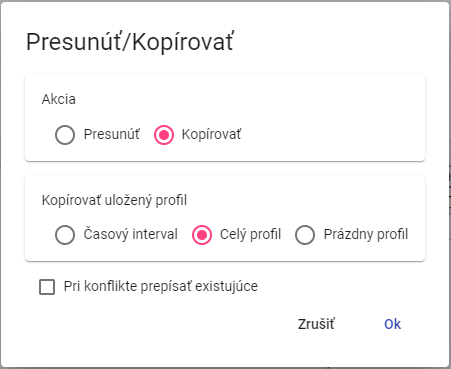 Presunúť/Kopírovať
Akcia
Presunúť Kopírovať
Kopírovať uložený profil
Časový interval Celý profil Prázdny profil
Pri konflikte prepísať existujúce
Zrušiť Ok